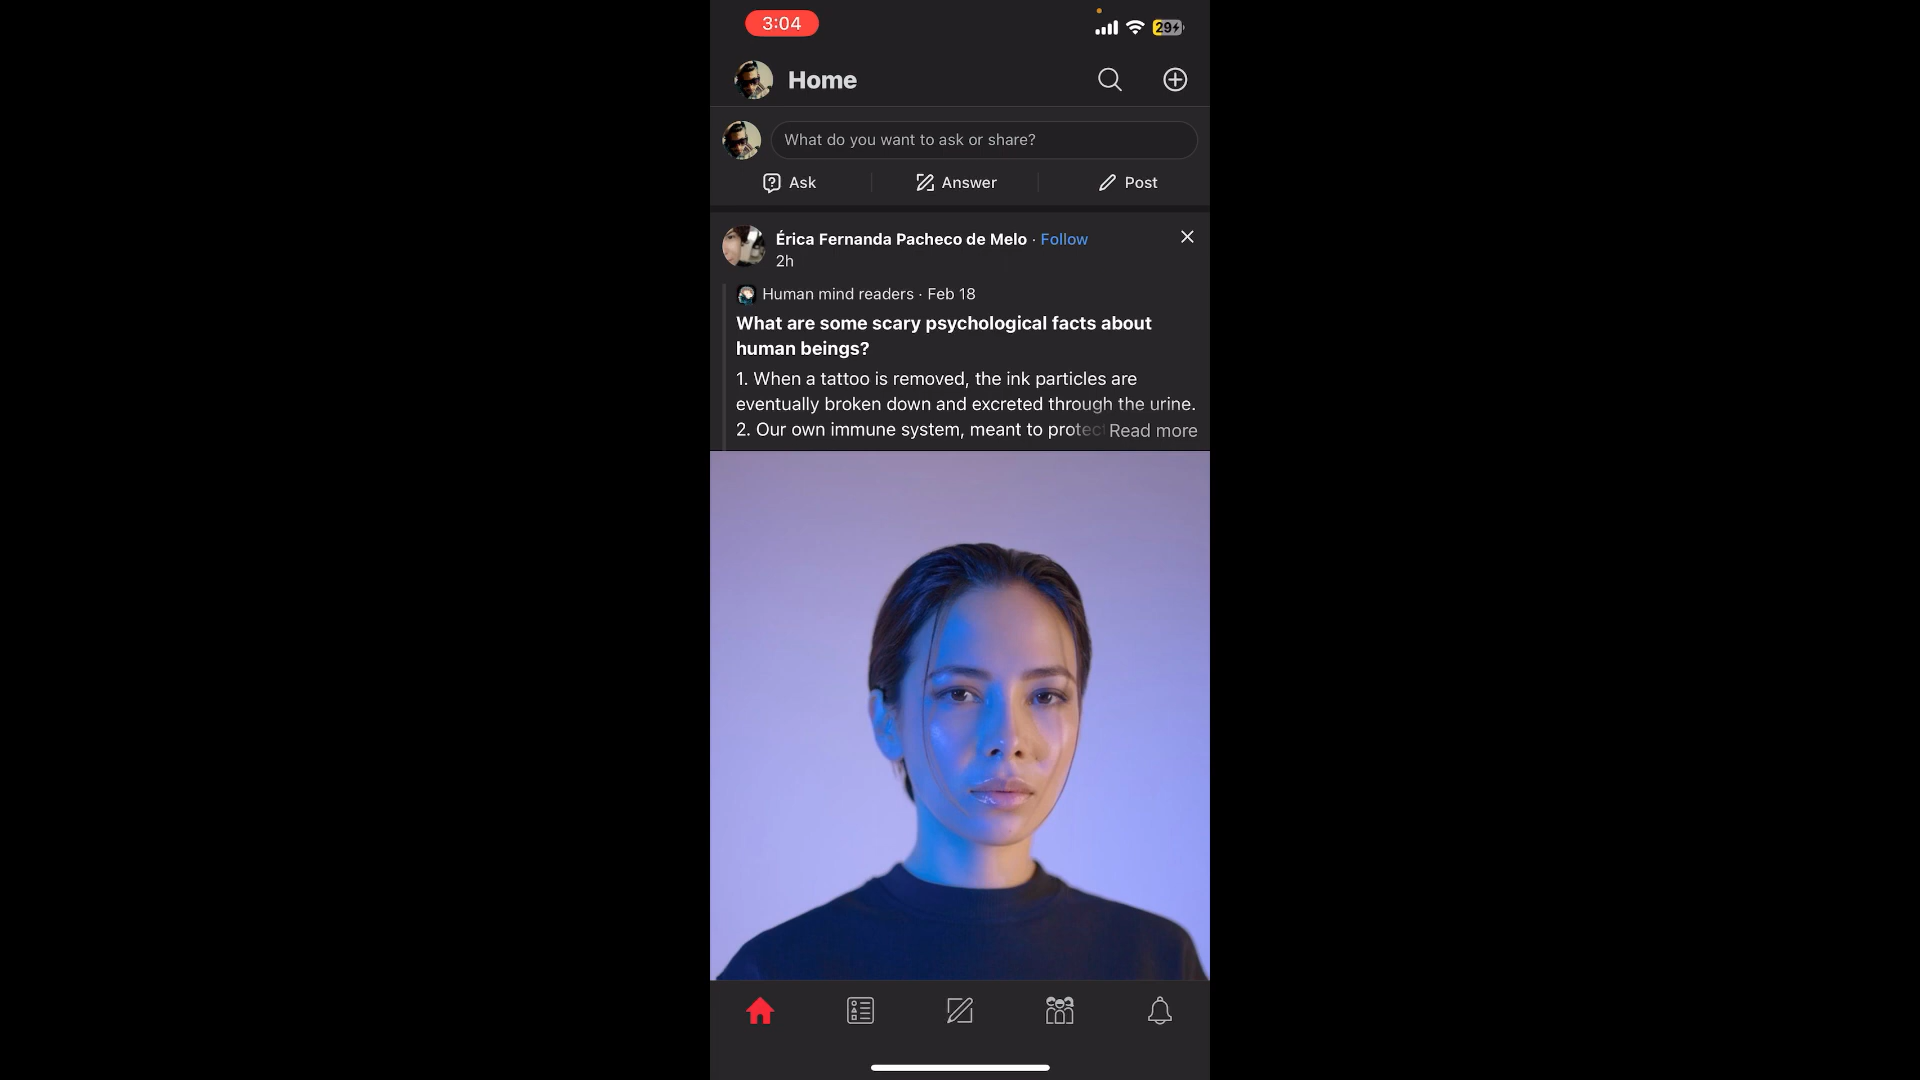 3:04
29
Home
What do you want to ask or share?
Ask
Answer
Post
Érica Fernanda Pacheco de Melo · Follow
2h
Human mind readers · Feb 18
What are some scary psychological facts about
human beings?
1. When a tattoo is removed, the ink particles are
eventually broken down and excreted through the urine.
2. Our own immune system, meant to protect Read more